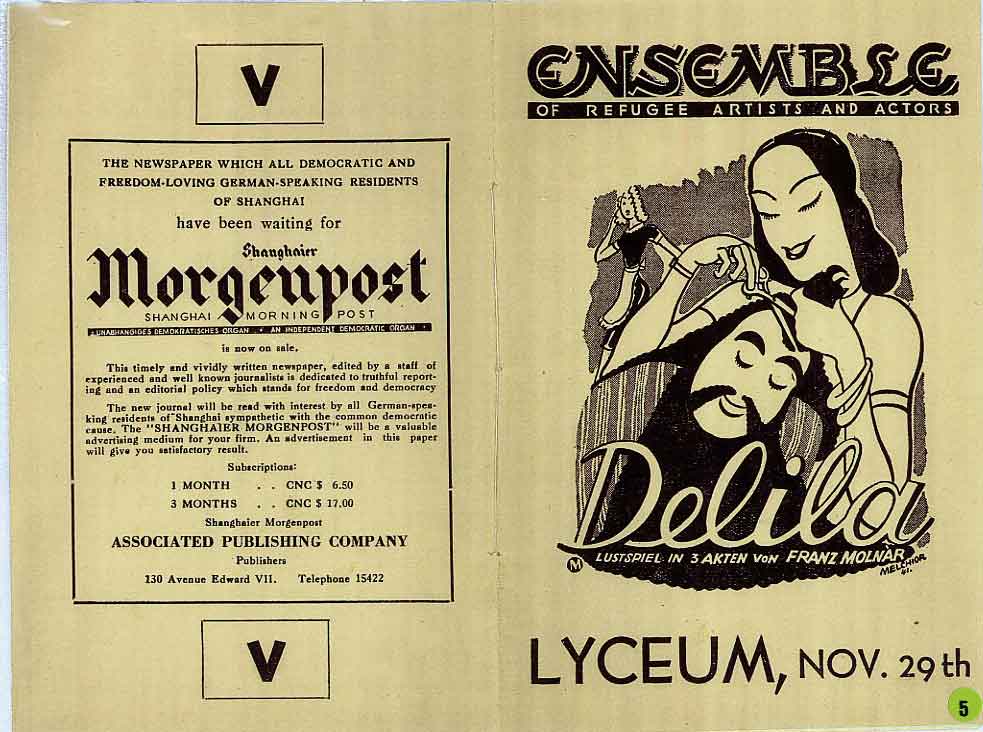 V
THE NEWSPAPER WHICH ALL DEMOCRATIC AND
FREEDOM-LOVING GERMAN-SPEAKING RESIDENTS
OF SHANGHAI
have been waiting for
Shanghaier
Morgenpost
SHANGHAI MORNING POST
UNABHANGIGES DEMOKRATISCHES ORGAN . * AN INDEPENDENT DEMOCRATIC ORGAN *
is now on sale.
This timely and vividly written newspaper, edited by a staff of
experienced and well known journalists is dedicated to truthful report-
ing and an editorial policy which stands for freedom and democracy
The new journal will be read with interest by all German-spea-
king residents of Shanghai sympathetic with the common democratic
cause. The "SHANGHAIER MORGENPOST" will be a valuable
advertising medium for your firm. An advertisement in this paper
will give you satisfactory result.
Subscriptions:
1 MONTH . . CNC $ 6.50
3 MONTHS . . CNC $ 17.00
Shanghaier Morgenpost
ASSOCIATED PUBLISHING COMPANY
Publishers
130 Avenue Edward VII. Telephone 15422
V
ENSEMBLE
OF REFUGEE ARTISTS AND ACTORS
Delila
M LUSTSPIEL IN 3 AKTEN VON FRANZ MOLNÀR
MELCHIOR
41.
LYCEUM, NOV. 29th
5